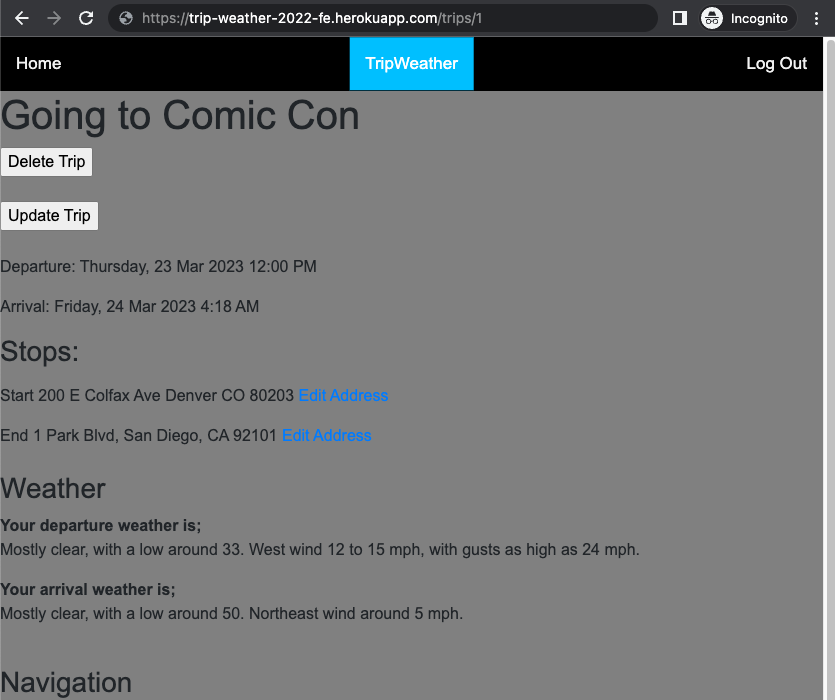 https://trip-weather-2022-fe.herokuapp.com/trips/1 Incognito
Home TripWeather Log Out
Going to Comic Con
Delete Trip
Update Trip
Departure: Thursday, 23 Mar 2023 12:00 PM
Arrival: Friday, 24 Mar 2023 4:18 AM
Stops:
Start 200 E Colfax Ave Denver CO 80203 Edit Address
End 1 Park Blvd, San Diego, CA 92101 Edit Address
Weather
Your departure weather is;
Mostly clear, with a low around 33. West wind 12 to 15 mph, with gusts as high as 24 mph.
Your arrival weather is;
Mostly clear, with a low around 50. Northeast wind around 5 mph.
Navigation